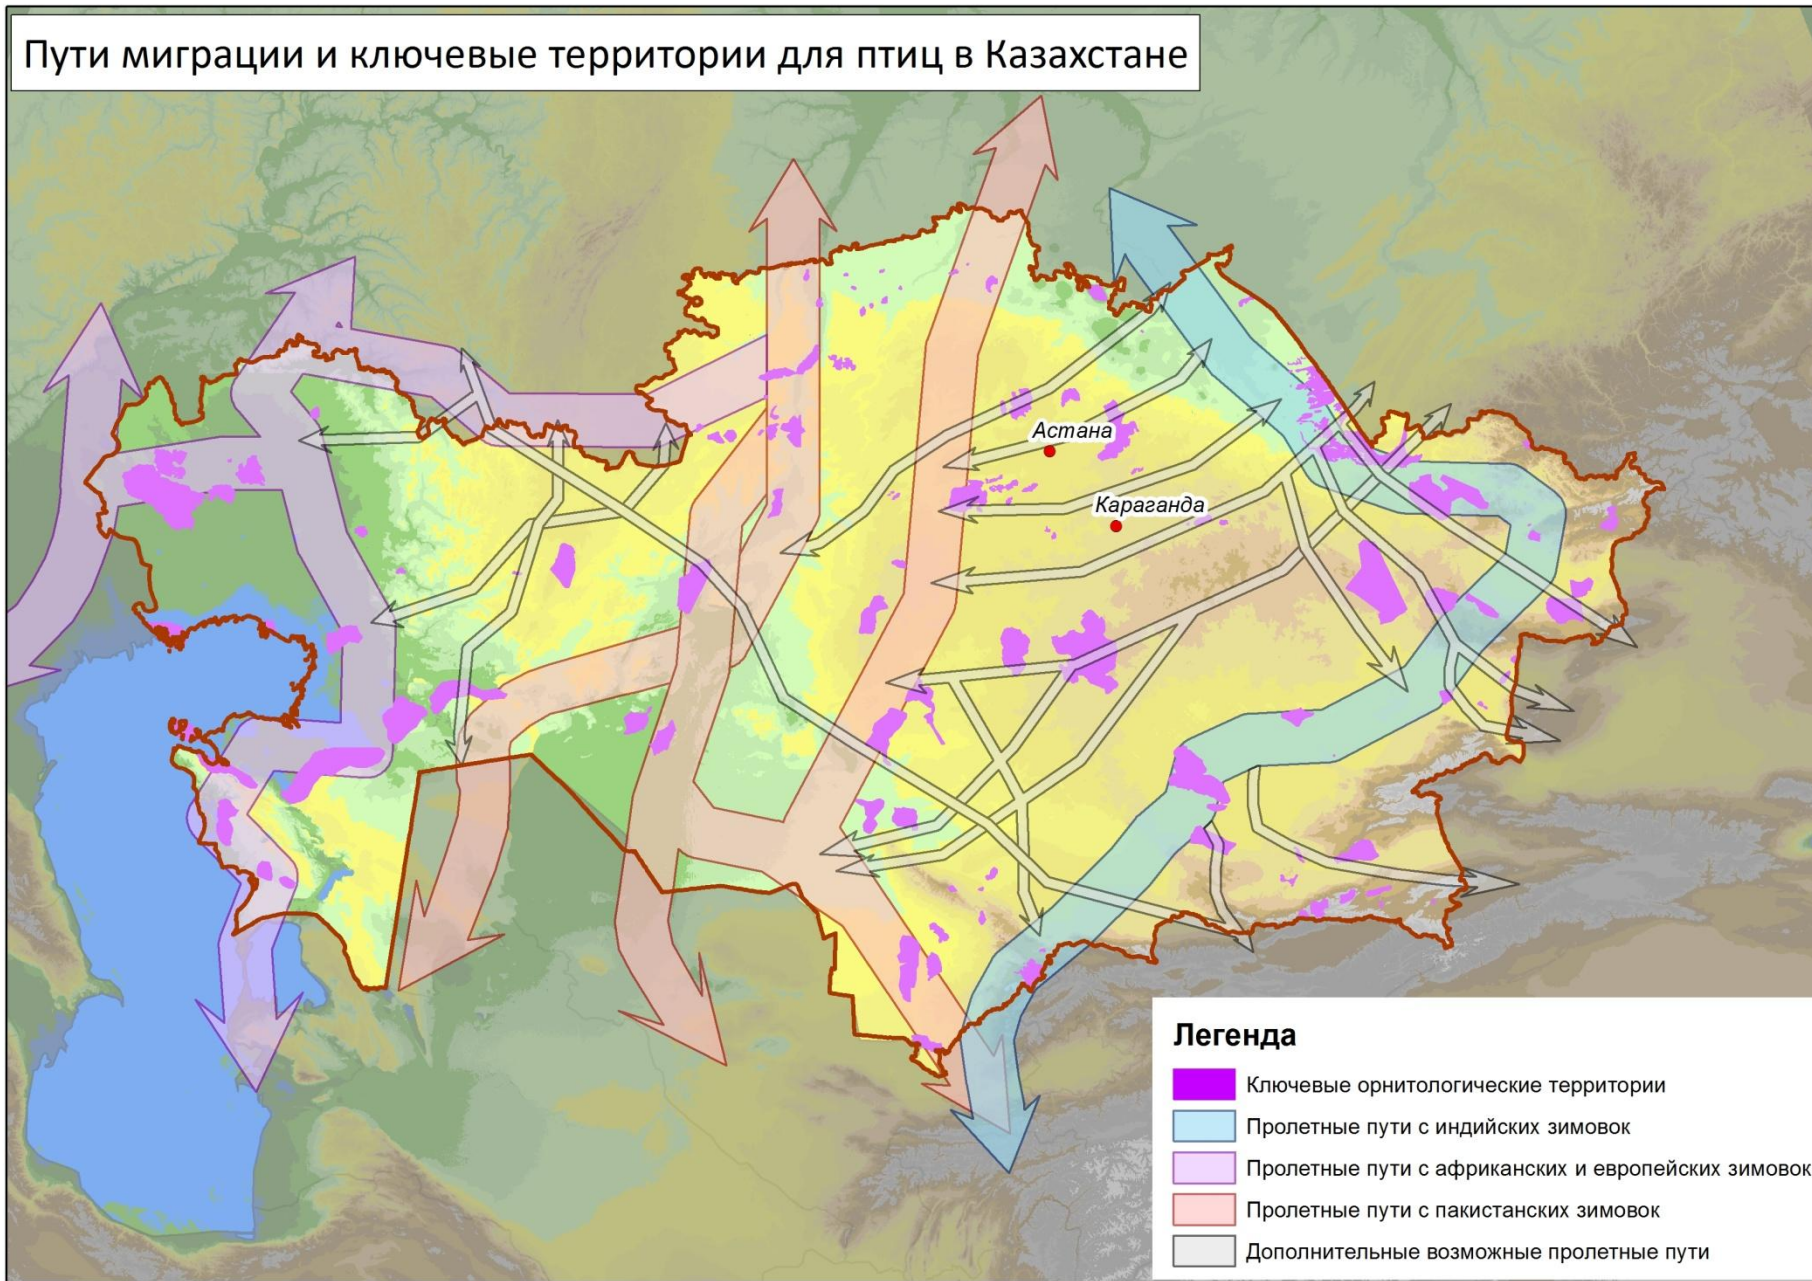 Пути миграции и ключевые территории для птиц в Казахстане
Астана
Караганда
Легенда
Ключевые орнитологические территории
Пролетные пути с индийских зимовок
Пролетные пути с африканских и европейских зимовок
Пролетные пути с пакистанских зимовок
Дополнительные возможные пролетные пути